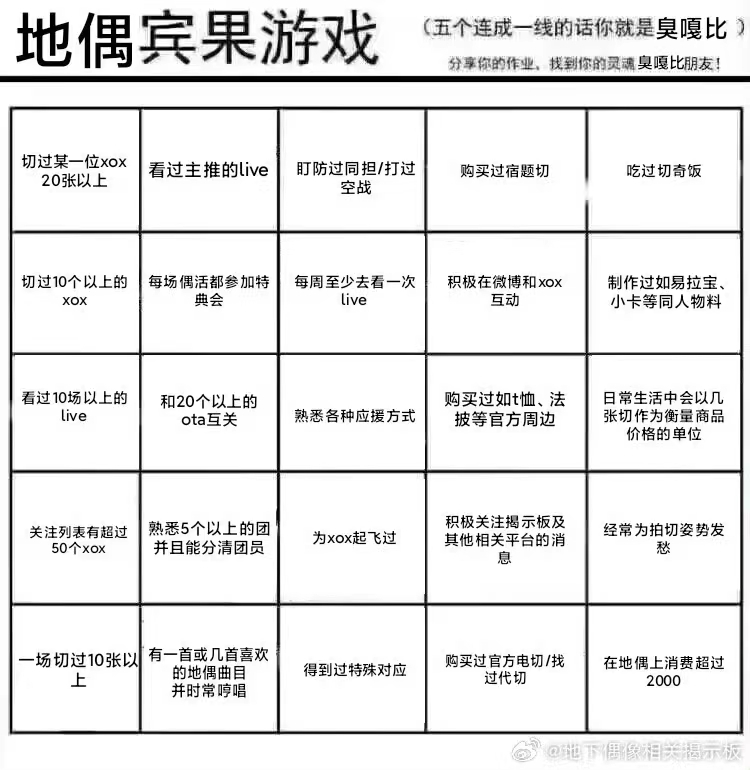 地偶宾果游戏
（五个连成一线的话你就是臭嘎比）
分享你的作业、找到你的灵魂臭嘎比朋友！
切过某一位xox
20张以上
看过主推的live
盯防过同担/打过
空战
购买过宿题切
吃过切奇饭
切过10个以上的
xox
每场偶活都参加特
典会
每周至少去看一次
live
积极在微博和xox
互动
制作过如易拉宝、
小卡等同人物料
看过10场以上的
live
和20个以上的
ota互关
熟悉各种应援方式
购买过如t恤、法
披等官方周边
日常生活中会以几
张切作为衡量商品
价格的单位
关注列表有超过
50个xox
熟悉5个以上的团
并且能分清团员
为xox起飞过
积极关注揭示板及
其他相关平台的消
息
经常为拍切姿势发
愁
一场切过10张以
上
有一首或几首喜欢
的地偶曲目
并时常哼唱
得到过特殊对应
购买过官方电切/找
过代切
在地偶上消费超过
2000
@地下偶像相关揭示板